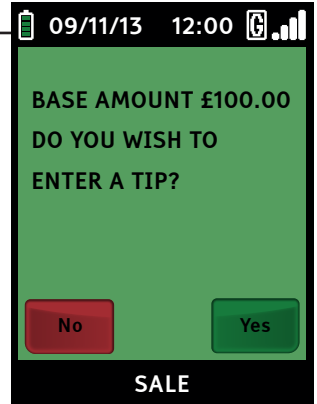 09/11/13 12:00 G
BASE AMOUNT £100.00
DO YOU WISH TO
ENTER A TIP?
No Yes
SALE